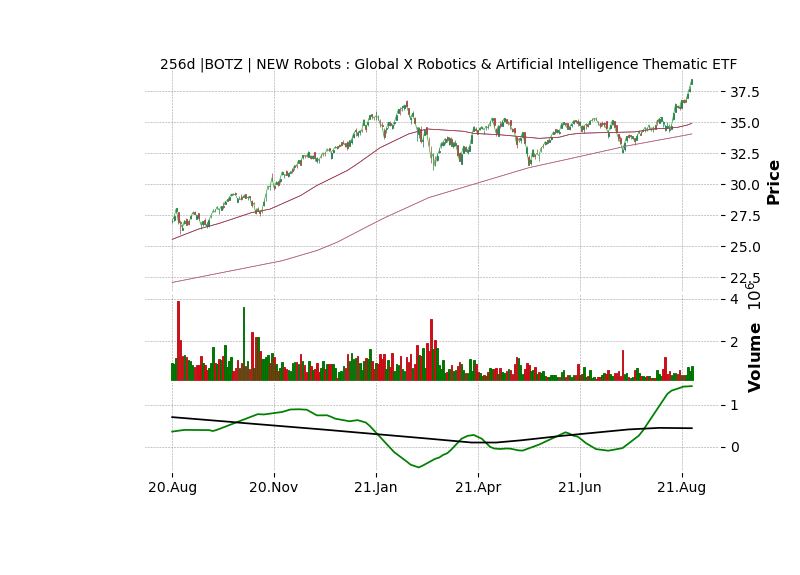 256d |BOTZ | NEW Robots : Global X Robotics & Artificial Intelligence Thematic ETF
37.5
35.0
32.5
30.0
27.5
25.0
22.5
Price
4
2
Volume 10^6
1
0
20.Aug 20.Nov 21.Jan 21.Apr 21.Jun 21.Aug